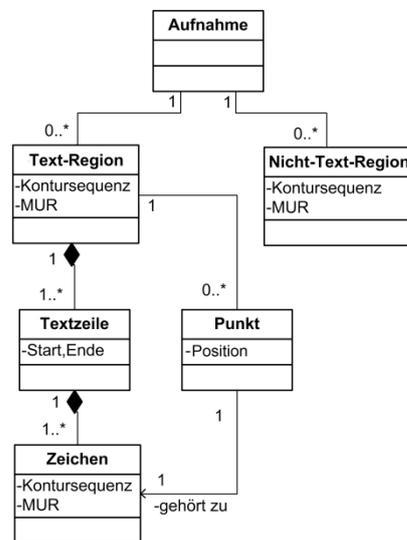 Aufnahme
1
1
0..*
0..*
Text-Region
-Kontursequenz
-MUR
Nicht-Text-Region
-Kontursequenz
-MUR
1
1
1..*
0..*
Textzeile
-Start,Ende
Punkt
-Position
1
1
1..*
Zeichen
-Kontursequenz
-MUR
1
-gehört zu